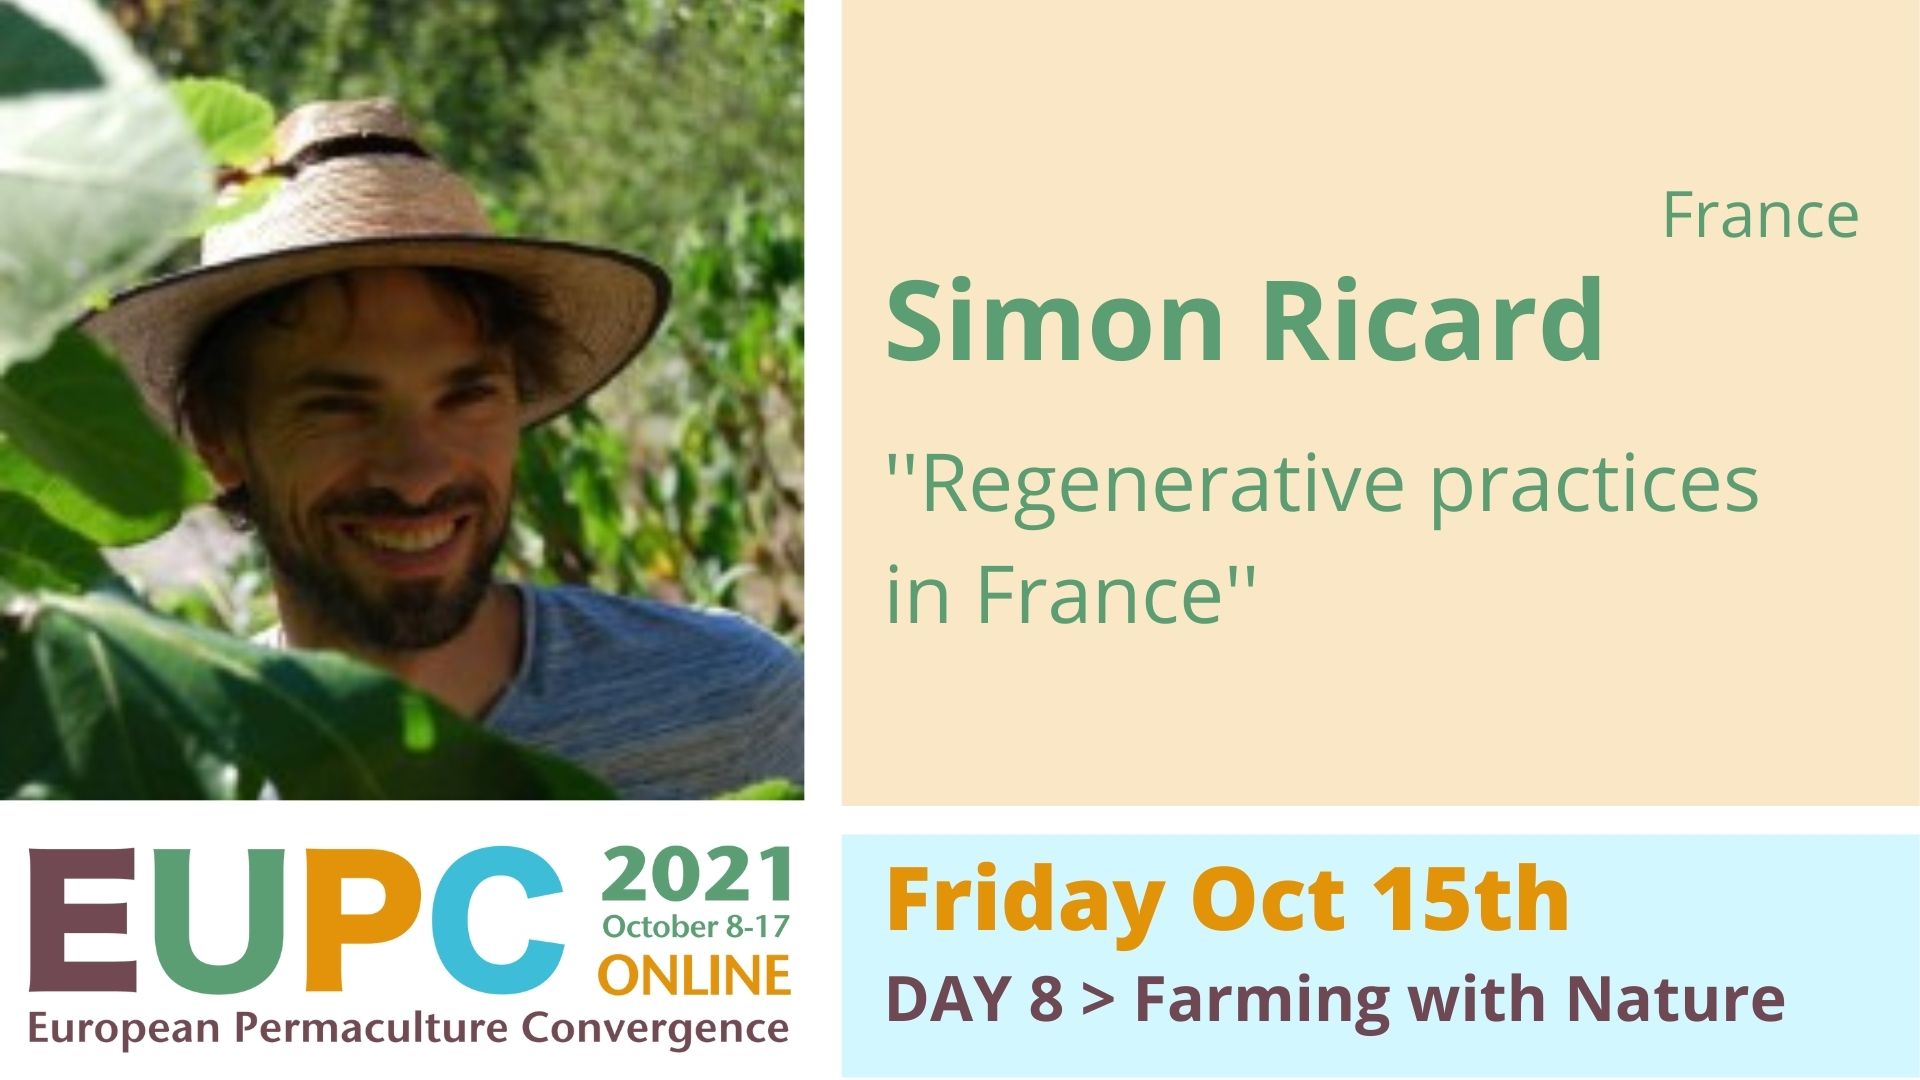 France
Simon Ricard
''Regenerative practices
in France''
EUPC 2021
October 8-17
ONLINE
European Permaculture Convergence
Friday Oct 15th
DAY 8 > Farming with Nature